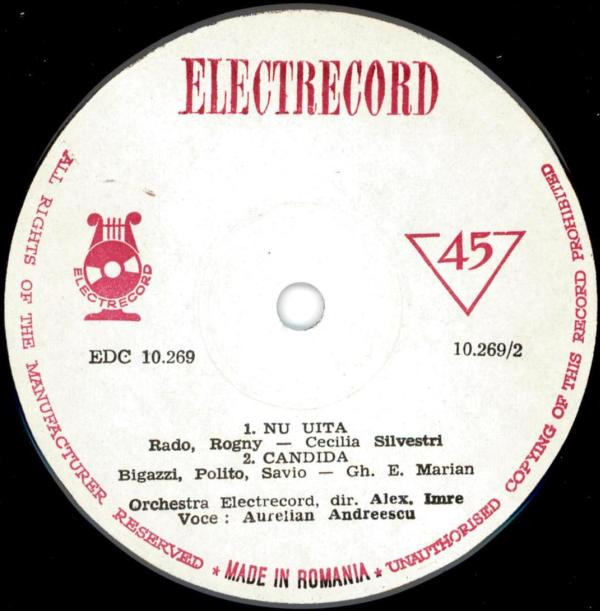 ELECTRECORD
ELECTRECORD
45
EDC 10.269
10.269/2
1. NU UITA
Rado, Rogny — Cecilia Silvestri
2. CANDIDA
Bigazzi, Polito, Savio — Gh. E. Marian
Orchestra Electrecord, dir. Alex. Imre
Voce : Aurelian Andreescu
ALL RIGHTS OF THE MANUFACTURER RESERVED * MADE IN ROMANIA * UNAUTHORISED COPYING OF THIS RECORD PROHIBITED